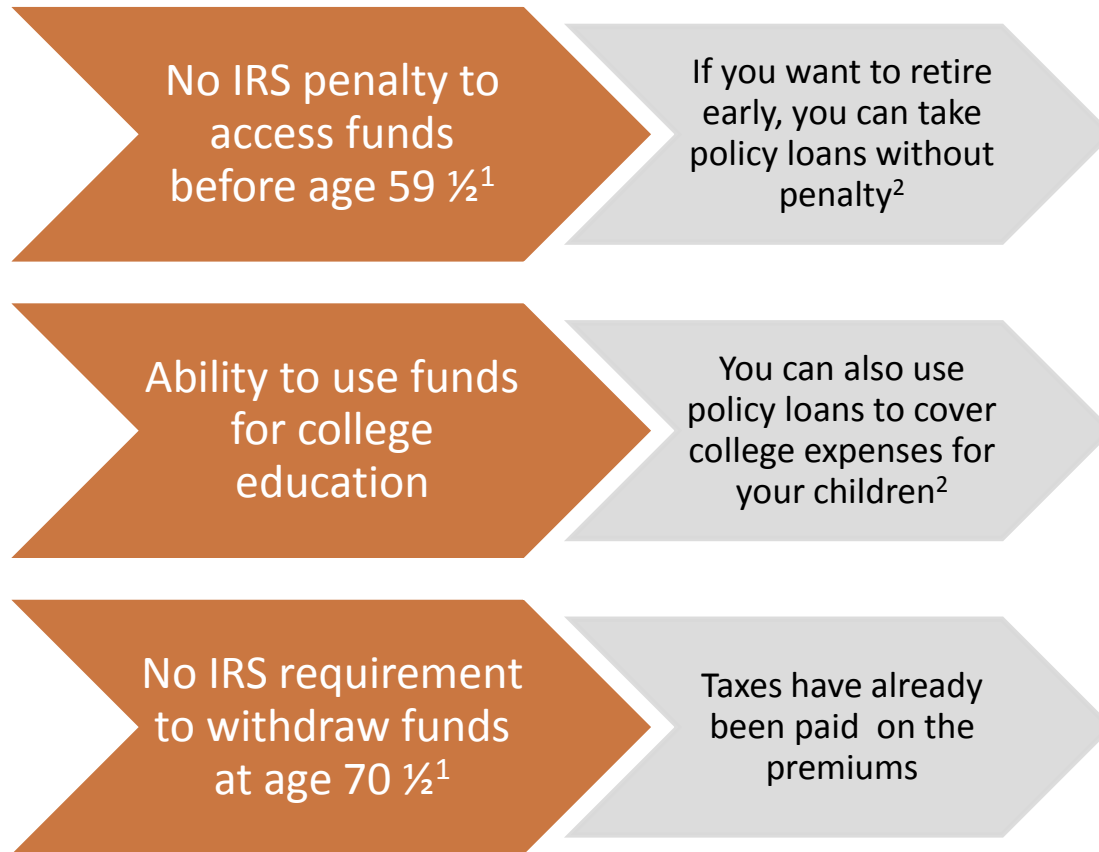 No IRS penalty to
access funds
before age 59 ½¹
If you want to retire
early, you can take
policy loans without
penalty²
Ability to use funds
for college
education
You can also use
policy loans to cover
college expenses for
your children²
No IRS requirement
to withdraw funds
at age 70 ½¹
Taxes have already
been paid  on the
premiums